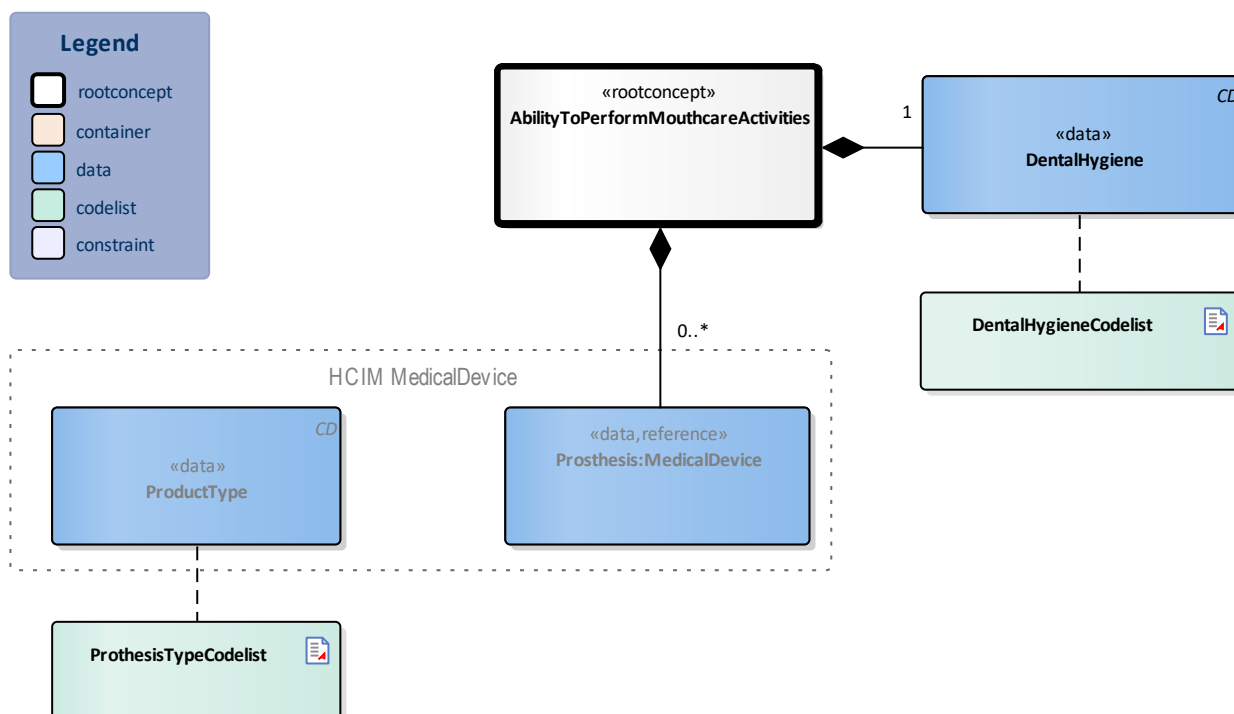 Legend
rootconcept
container
data
codelist
constraint
«rootconcept»
AbilityToPerformMouthcareActivities
1
CD
«data»
DentalHygiene
DentalHygieneCodelist
0..*
HCIM MedicalDevice
CD
«data»
ProductType
«data,reference»
Prosthesis:MedicalDevice
ProthesisTypeCodelist